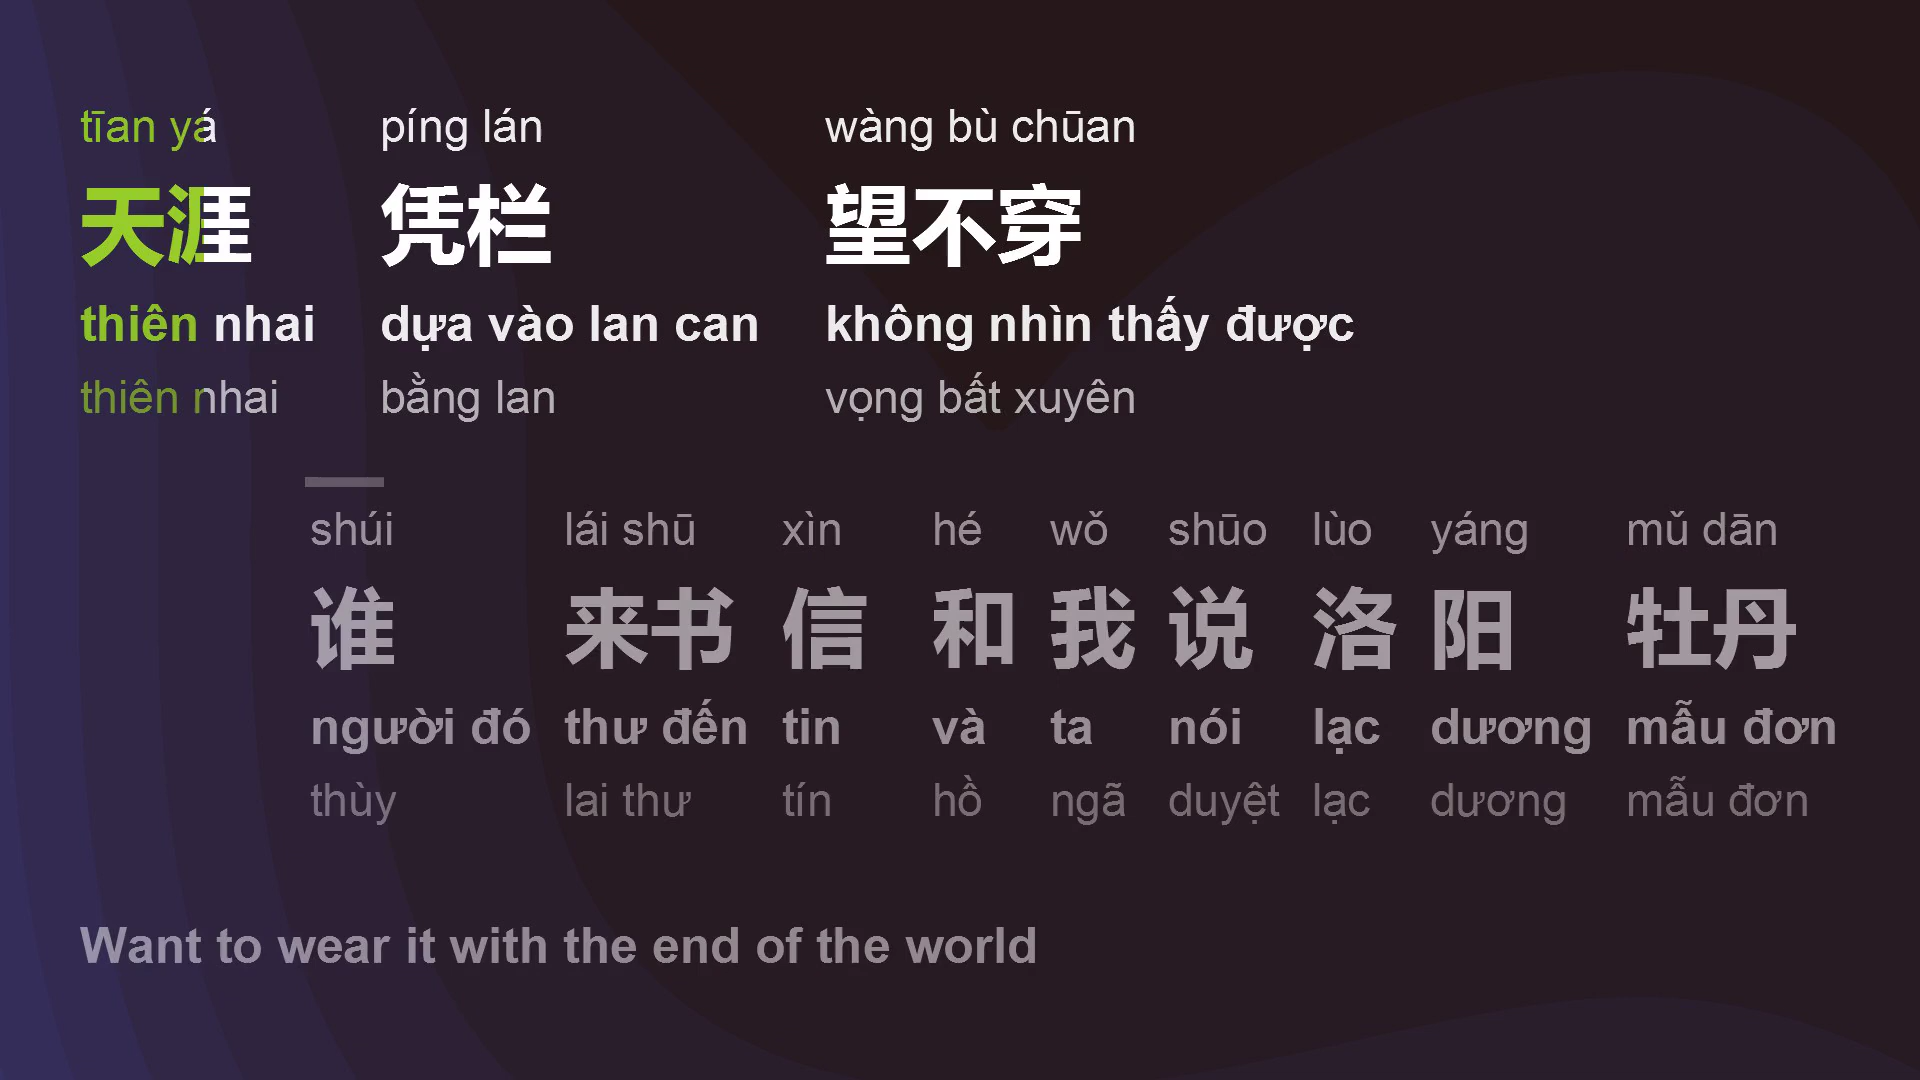 tīan yá píng lán wàng bù chūan
天涯 凭栏 望不穿
thiên nhai dựa vào lan can không nhìn thấy được
thiên nhai bằng lan vọng bất xuyên
shúi lái shū xìn hé wǒ shūo lùo yáng mǔ dān
谁 来书 信 和 我 说 洛 阳 牡丹
người đó thư đến tin và ta nói lạc dương mẫu đơn
thùy lai thư tín hồ ngã duyệt lạc dương mẫu đơn
Want to wear it with the end of the world